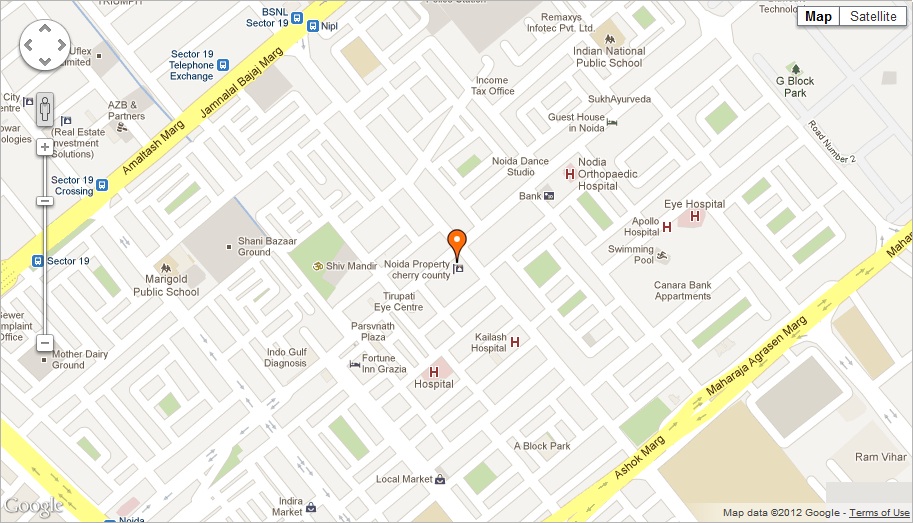 TRIUMPH
Police Station
BSNL
Sector 19
Nipl
Remaxys
Infotec Pvt. Ltd.
Technolo
Map
Satellite
Uflex
Limited
Sector 19
Telephone
Exchange
Jamnalal Bajaj Marg
Indian National
Public School
Income
Tax Office
G Block
Park
City
entre
AZB &
Partners
SukhAyurveda
Guest House
in Noida
Road Number 2
(Real Estate
Investment
Solutions)
ologies
Amaltash Marg
Noida Dance
Studio
Nodia
Orthopaedic
Hospital
Sector 19
Crossing
Bank
Eye Hospital
Apollo
Hospital
Shani Bazaar
Ground
Swimming
Pool
Mahar
Sector 19
Shiv Mandir
Noida Property
cherry county
Marigold
Public School
Canara Bank
Appartments
Tirupati
Eye Centre
Sewer
mplaint
Office
Parsvnath
Plaza
Kailash
Hospital
Maharaja Agrasen Marg
Mother Dairy
Ground
Indo Gulf
Diagnosis
Fortune
Inn Grazia
Hospital
A Block Park
Ashok Marg
Ram Vihar
Local Market
Indira
Market
Google
Noida
Map data ©2012 Google - Terms of Use